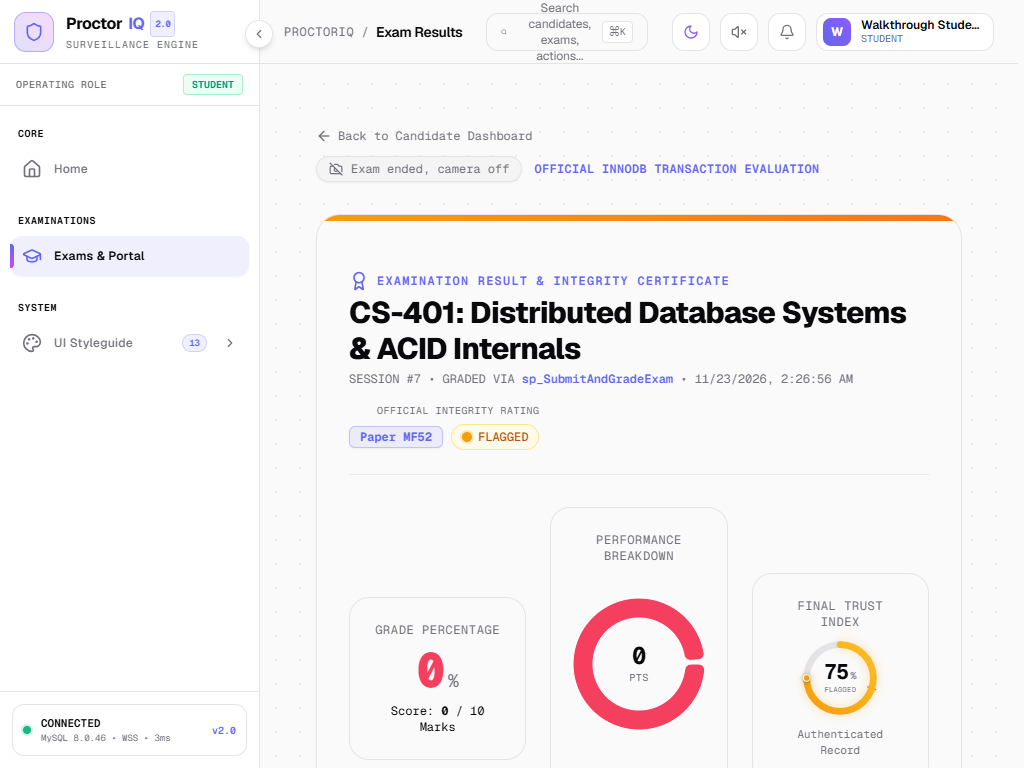 Proctor IQ 2.0
SURVEILLANCE ENGINE
OPERATING ROLE
STUDENT
CORE
Home
EXAMINATIONS
Exams & Portal
SYSTEM
UI Styleguide
13
CONNECTED
MySQL 8.0.46 • WSS • 3ms
v2.0
PROCTORIQ / Exam Results
Search
candidates,
exams,
actions…
⌘K
W
Walkthrough Stude…
STUDENT
Back to Candidate Dashboard
Exam ended, camera off
OFFICIAL INNODB TRANSACTION EVALUATION
EXAMINATION RESULT & INTEGRITY CERTIFICATE
CS-401: Distributed Database Systems
& ACID Internals
SESSION #7 • GRADED VIA sp_SubmitAndGradeExam • 11/23/2026, 2:26:56 AM
OFFICIAL INTEGRITY RATING
Paper MF52
FLAGGED
GRADE PERCENTAGE
0%
Score: 0 / 10
Marks
PERFORMANCE
BREAKDOWN
0
PTS
FINAL TRUST
INDEX
75%
FLAGGED
Authenticated
Record